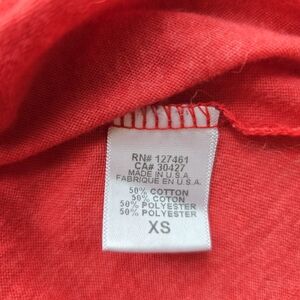 RN# 127461
CA# 30427
MADE IN U.S.A
FABRIQUE EN U.S.A.
50% COTTON
50% COTON
50% POLYESTER
50% POLYESTER
XS